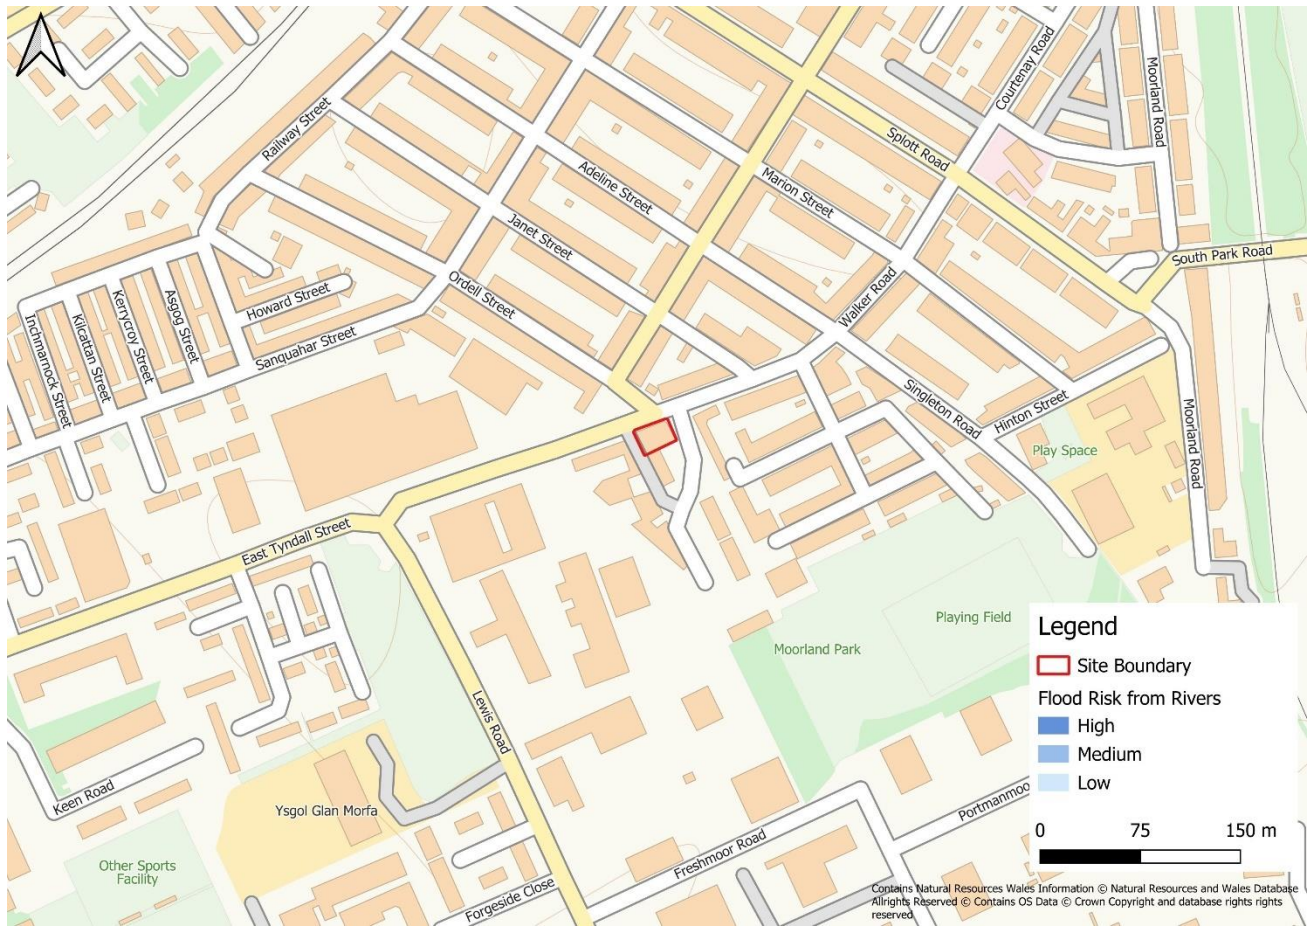 Courtenay Road
Moorland Road
Railway Street
Splott Road
Adeline Street
Marion Street
Janet Street
South Park Road
Ordell Street
Walker Road
Howard Street
Asgog Street
Kerrycroy Street
Kilcattan Street
Inchmarnock Street
Sanquahar Street
Singleton Road
Hinton Street
Moorland Road
Play Space
East Tyndall Street
Playing Field
Moorland Park
Lewis Road
Keen Road
Ysgol Glan Morfa
Other Sports
Facility
Freshmoor Road
Portmanmoo
Forgeside Close
Legend
Site Boundary
Flood Risk from Rivers
High
Medium
Low
0 75 150 m
Contains Natural Resources Wales Information © Natural Resources and Wales Database
Allrights Reserved © Contains OS Data © Crown Copyright and database rights rights
reserved